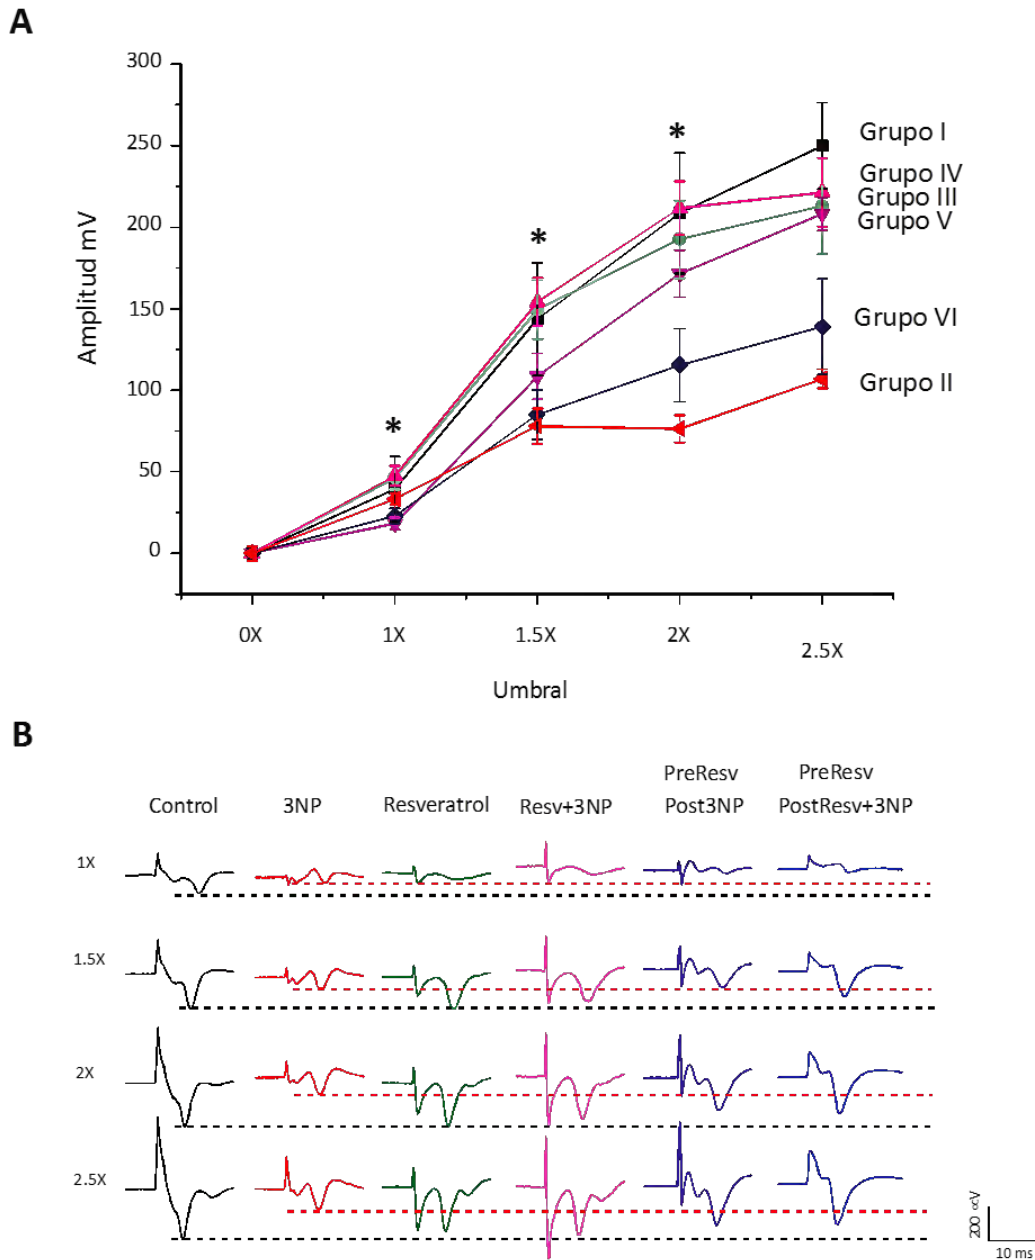 A
300
250
200
150
100
50
0
Amplitud mV
*
*
*
*
Grupo I
Grupo IV
Grupo III
Grupo V
Grupo VI
Grupo II
0X
1X
1.5X
2X
2.5X
Umbral
B
Control
3NP
Resveratrol
Resv+3NP
PreResv
Post3NP
PreResv
PostResv+3NP
1X
1.5X
2X
2.5X
200 ∝V
10 ms